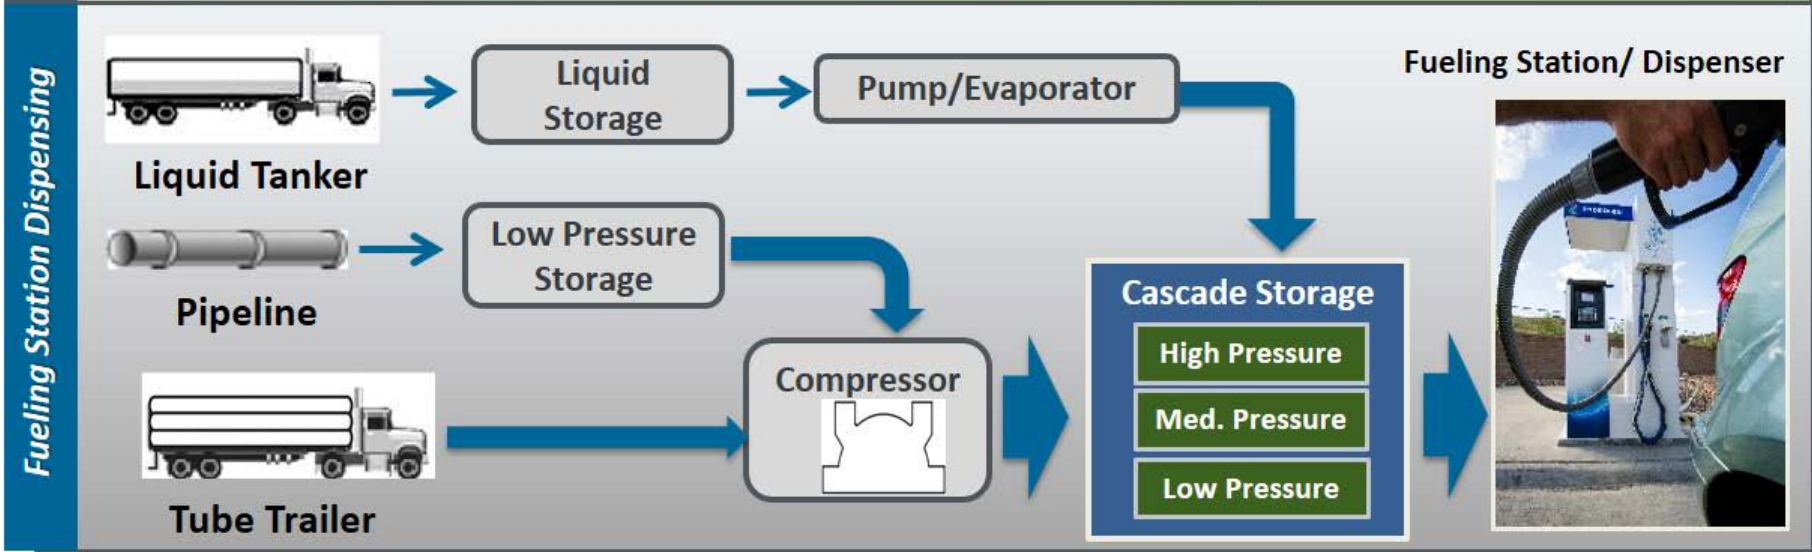 Fueling Station Dispensing
Liquid Tanker
Liquid
Storage
Pump/Evaporator
Fueling Station/ Dispenser
Pipeline
Low Pressure
Storage
Tube Trailer
Compressor
Cascade Storage
High Pressure
Med. Pressure
Low Pressure